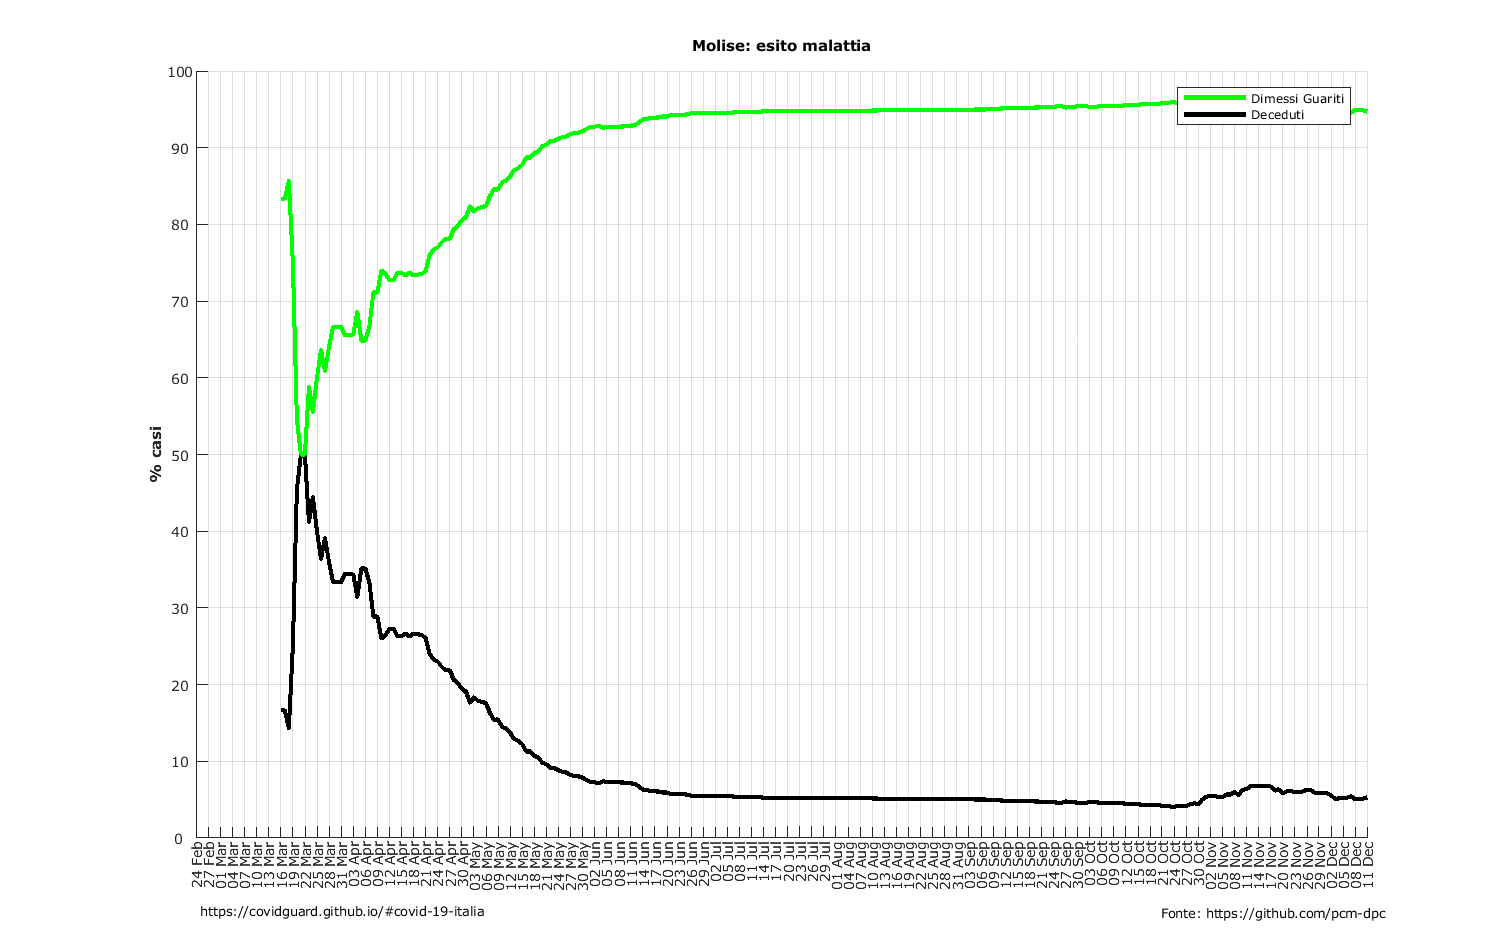 Molise: esito malattia
100
90
80
70
60
50
40
30
20
10
0
% casi
Dimessi Guariti
Deceduti
24 Feb
27 Feb
01 Mar
04 Mar
07 Mar
10 Mar
13 Mar
16 Mar
19 Mar
22 Mar
25 Mar
28 Mar
31 Mar
03 Apr
06 Apr
09 Apr
12 Apr
15 Apr
18 Apr
21 Apr
24 Apr
27 Apr
30 Apr
03 May
06 May
09 May
12 May
15 May
18 May
21 May
24 May
27 May
30 May
02 Jun
05 Jun
08 Jun
11 Jun
14 Jun
17 Jun
20 Jun
23 Jun
26 Jun
29 Jun
02 Jul
05 Jul
08 Jul
11 Jul
14 Jul
17 Jul
20 Jul
23 Jul
26 Jul
29 Jul
01 Aug
04 Aug
07 Aug
10 Aug
13 Aug
16 Aug
19 Aug
22 Aug
25 Aug
28 Aug
31 Aug
03 Sep
06 Sep
09 Sep
12 Sep
15 Sep
18 Sep
21 Sep
24 Sep
27 Sep
30 Sep
03 Oct
06 Oct
09 Oct
12 Oct
15 Oct
18 Oct
21 Oct
24 Oct
27 Oct
30 Oct
02 Nov
05 Nov
08 Nov
11 Nov
14 Nov
17 Nov
20 Nov
23 Nov
26 Nov
29 Nov
02 Dec
05 Dec
08 Dec
11 Dec
https://covidguard.github.io/#covid-19-italia
Fonte: https://github.com/pcm-dpc